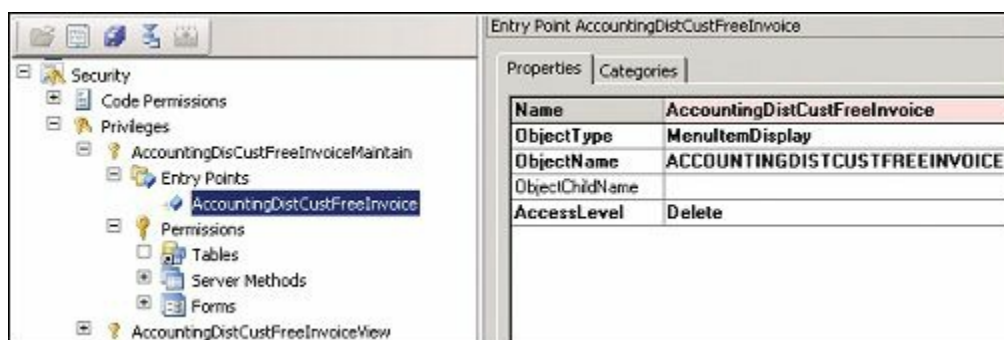 Security
Code Permissions
Privileges
AccountingDisCustFreeInvoiceMaintain
Entry Points
AccountingDistCustFreeInvoice
Permissions
Tables
Server Methods
Forms
AccountingDistCustFreeInvoiceView
Entry Point AccountingDistCustFreeInvoice
Properties Categories
Name AccountingDistCustFreeInvoice
ObjectType MenuItemDisplay
ObjectName ACCOUNTINGDISTCUSTFREEINVOICE
ObjectChildName
AccessLevel Delete